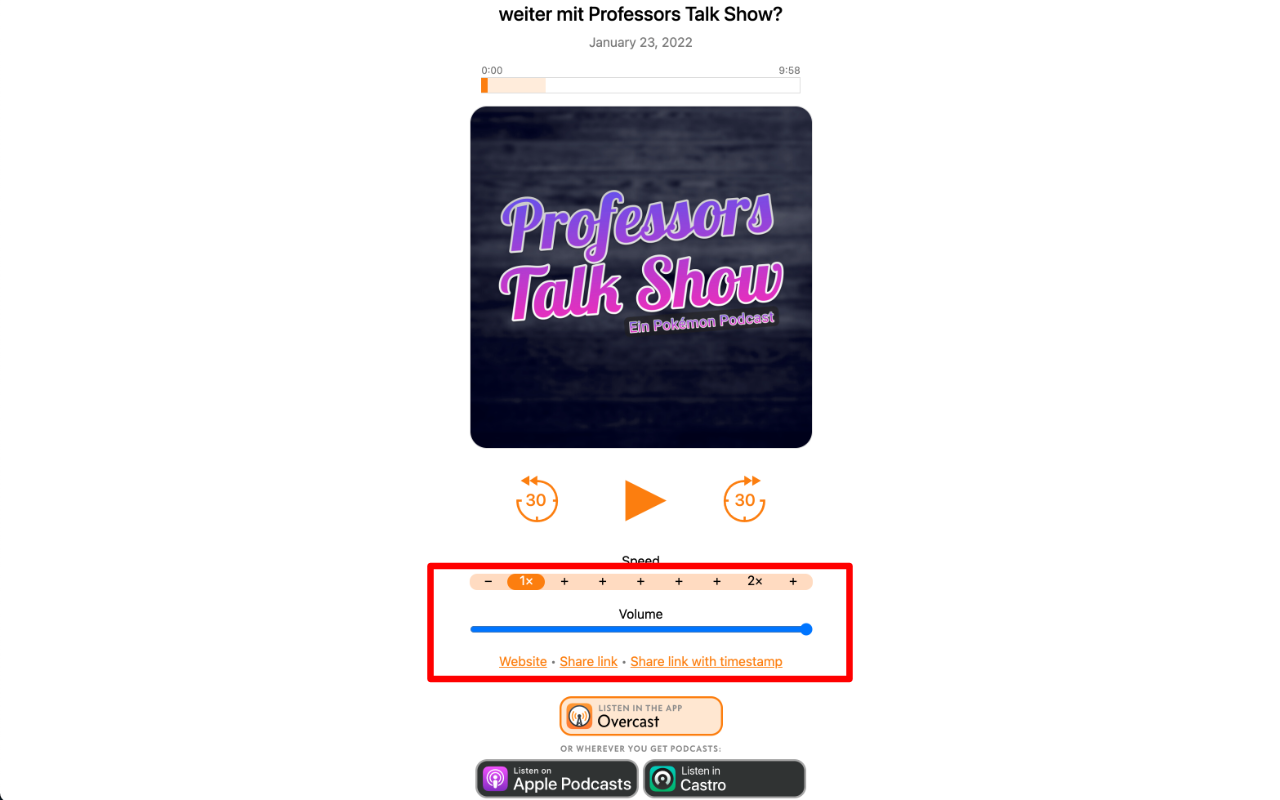 weiter mit Professors Talk Show?
January 23, 2022
0:00 9:58
Professors
Talk Show
Ein Pokémon Podcast
30 30
Speed
− 1× + + + + + 2× +
Volume
Website • Share link • Share link with timestamp
LISTEN IN THE APP
Overcast
OR WHEREVER YOU GET PODCASTS:
Listen on
Apple Podcasts
Listen in
Castro